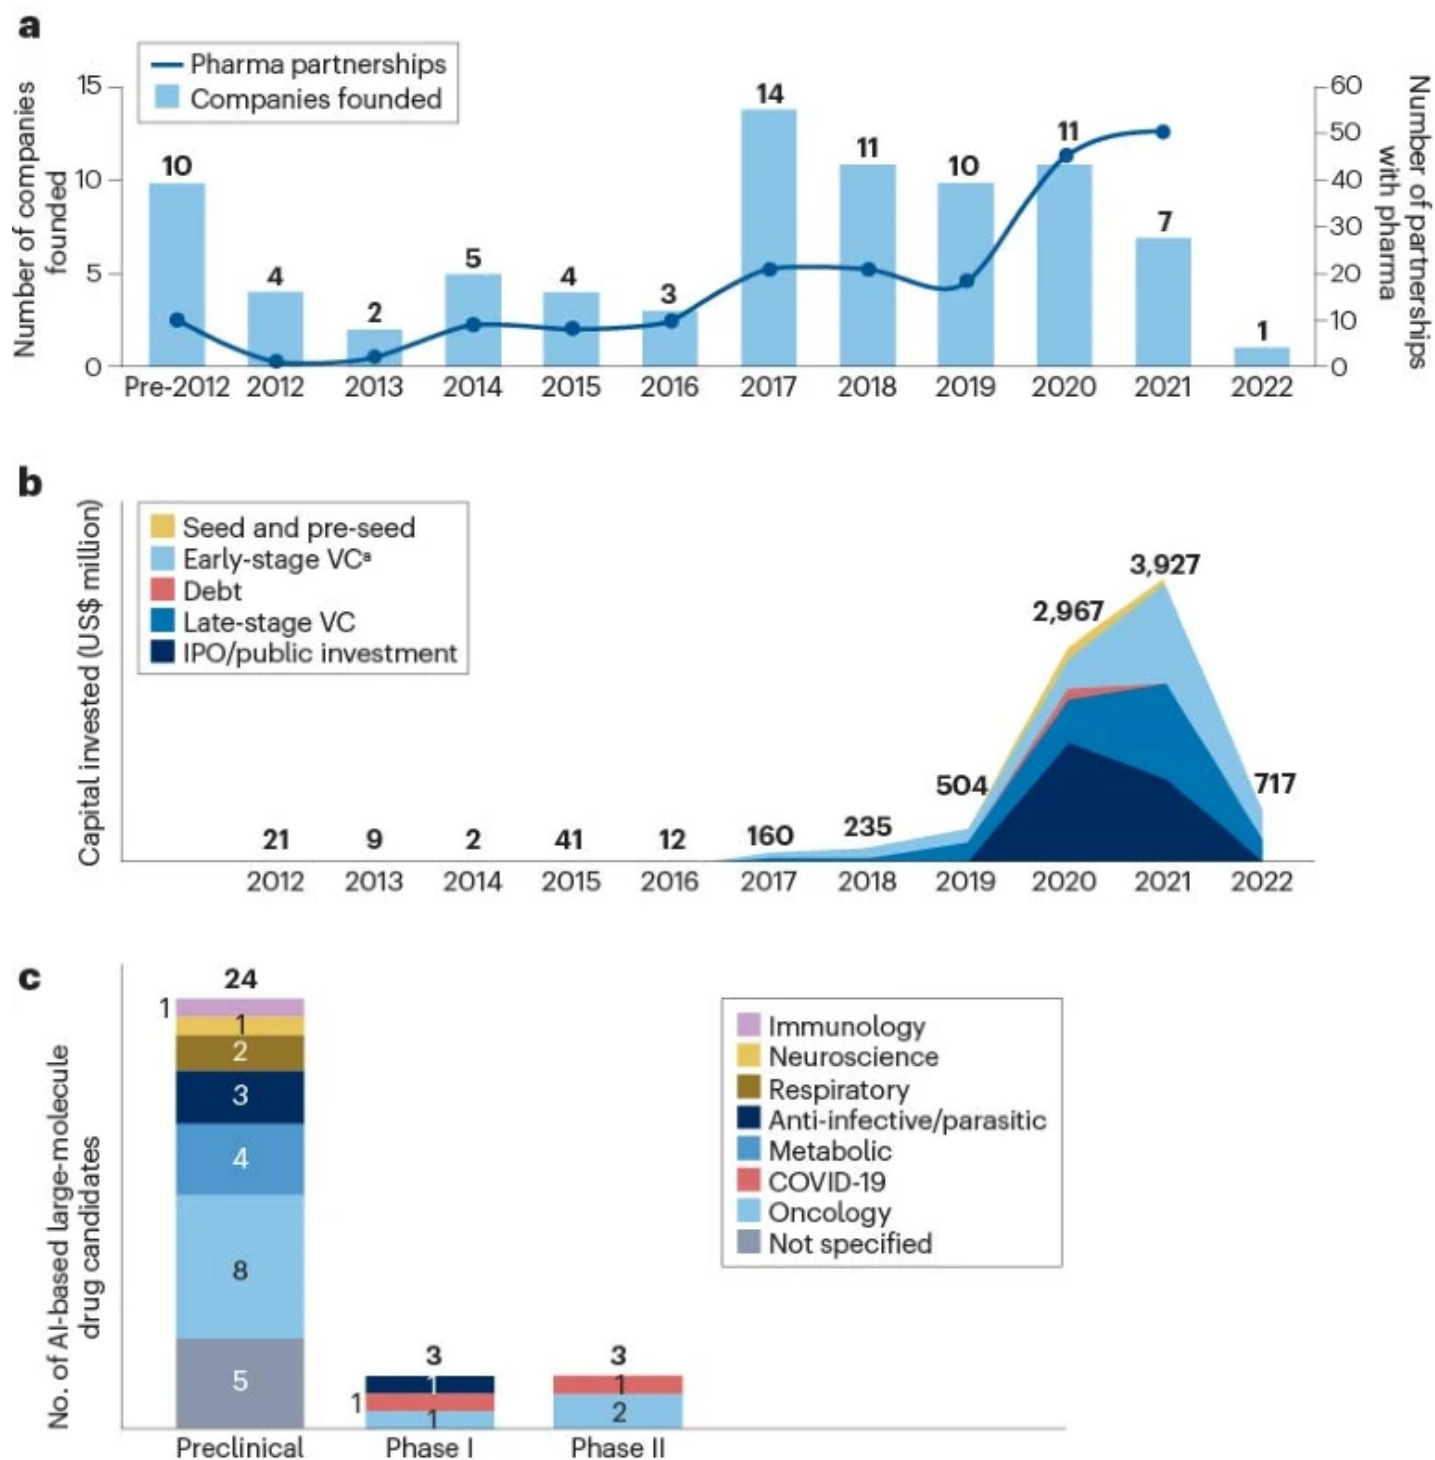 a
Pharma partnerships
Companies founded
Number of companies
founded
15
10
5
0
10
4
2
5
4
3
14
11
10
11
7
1
60
50
40
30
20
10
0
Number of partnerships
with pharma
Pre-2012 2012 2013 2014 2015 2016 2017 2018 2019 2020 2021 2022
b
Capital invested (US$ million)
Seed and pre-seed
Early-stage VCᵃ
Debt
Late-stage VC
IPO/public investment
21 9 2 41 12 160 235 504 2,967 3,927 717
2012 2013 2014 2015 2016 2017 2018 2019 2020 2021 2022
c
No. of AI-based large-molecule
drug candidates
24
1
1
2
3
4
8
5
3
1
1
1
3
1
2
Preclinical Phase I Phase II
Immunology
Neuroscience
Respiratory
Anti-infective/parasitic
Metabolic
COVID-19
Oncology
Not specified